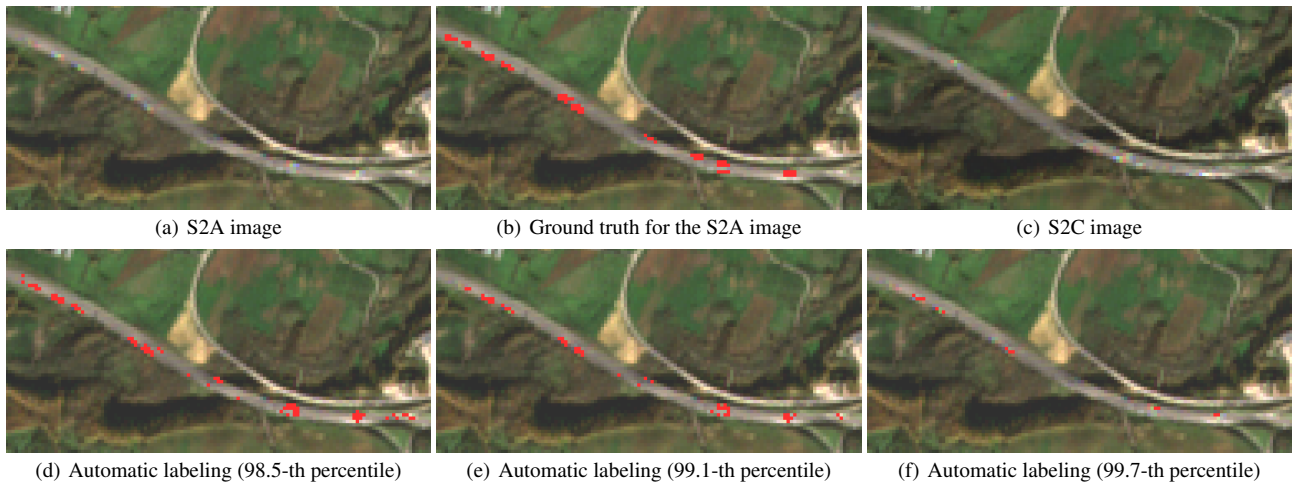 (a) S2A image
(b) Ground truth for the S2A image
(c) S2C image
(d) Automatic labeling (98.5-th percentile)
(e) Automatic labeling (99.1-th percentile)
(f) Automatic labeling (99.7-th percentile)